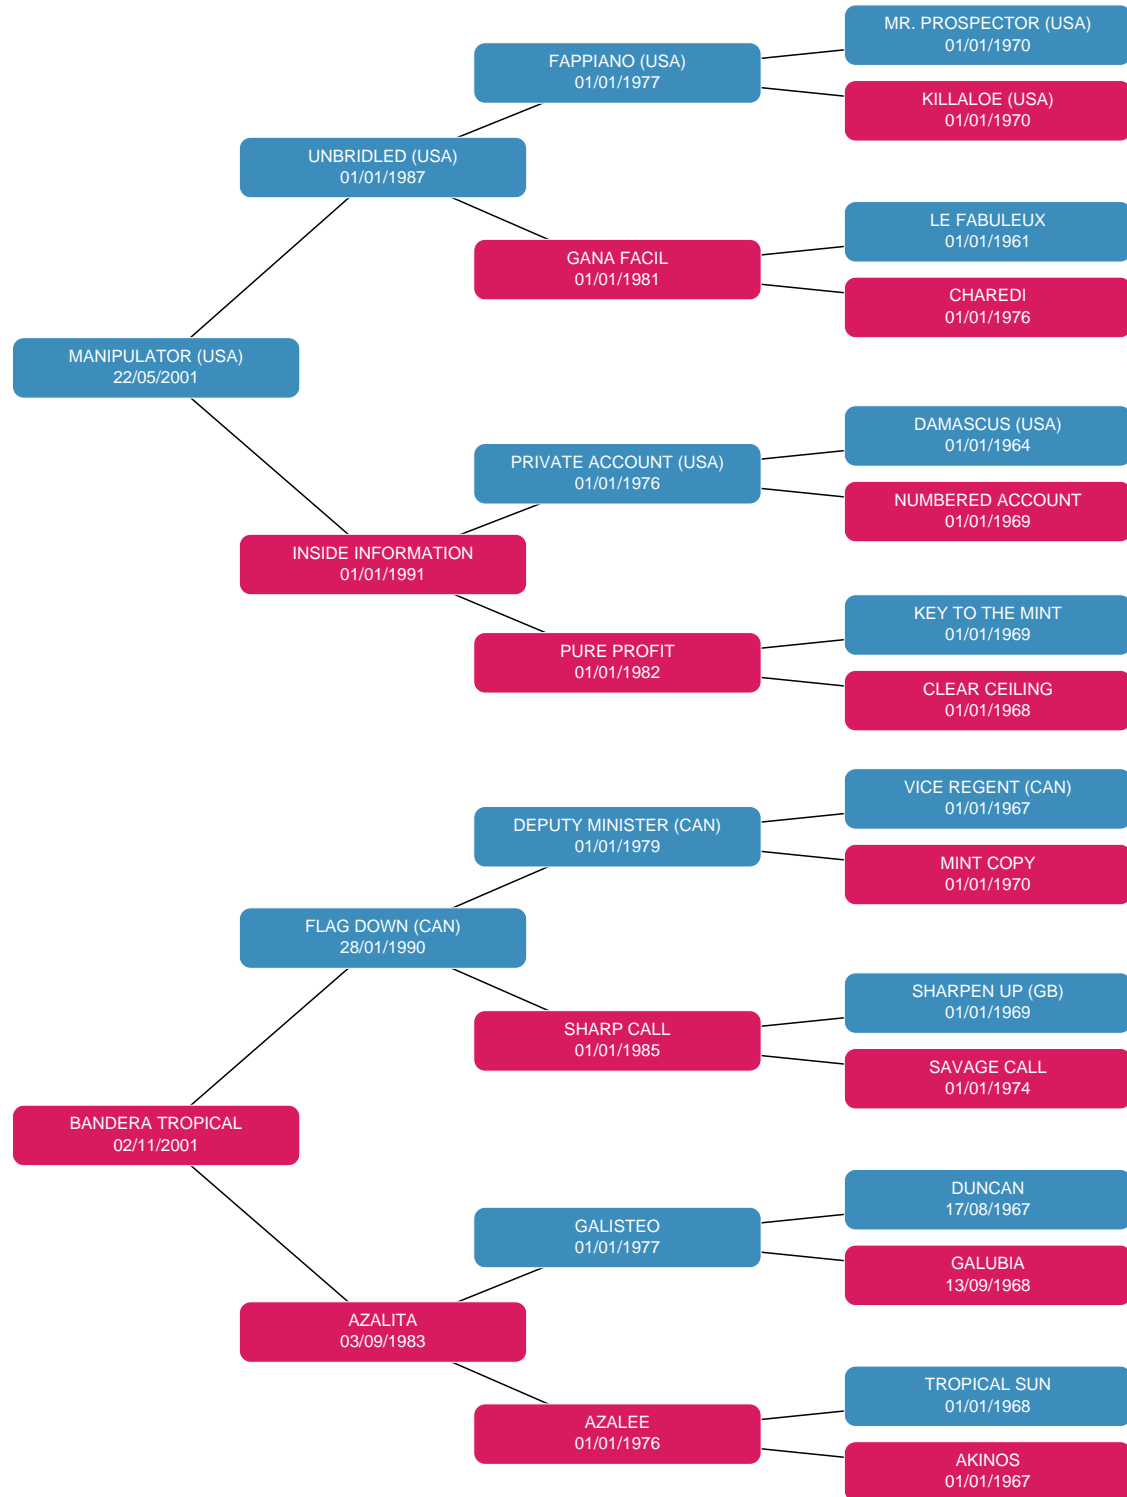 MR. PROSPECTOR (USA)
01/01/1970
FAPPIANO (USA)
01/01/1977
KILLALOE (USA)
01/01/1970
UNBRIDLED (USA)
01/01/1987
LE FABULEUX
01/01/1961
GANA FACIL
01/01/1981
CHAREDI
01/01/1976
MANIPULATOR (USA)
22/05/2001
DAMASCUS (USA)
01/01/1964
PRIVATE ACCOUNT (USA)
01/01/1976
NUMBERED ACCOUNT
01/01/1969
INSIDE INFORMATION
01/01/1991
KEY TO THE MINT
01/01/1969
PURE PROFIT
01/01/1982
CLEAR CEILING
01/01/1968
VICE REGENT (CAN)
01/01/1967
DEPUTY MINISTER (CAN)
01/01/1979
MINT COPY
01/01/1970
FLAG DOWN (CAN)
28/01/1990
SHARPEN UP (GB)
01/01/1969
SHARP CALL
01/01/1985
SAVAGE CALL
01/01/1974
BANDERA TROPICAL
02/11/2001
DUNCAN
17/08/1967
GALISTEO
01/01/1977
GALUBIA
13/09/1968
AZALITA
03/09/1983
TROPICAL SUN
01/01/1968
AZALEE
01/01/1976
AKINOS
01/01/1967